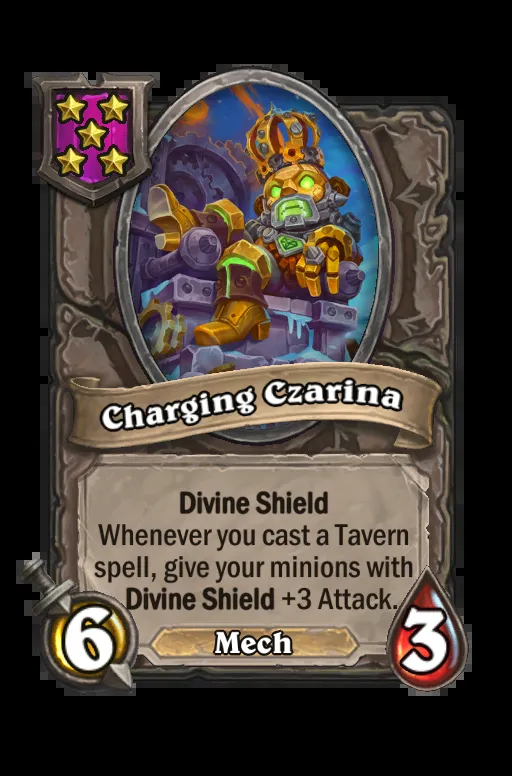 Charging Czarina
Divine Shield
Whenever you cast a Tavern
spell, give your minions with
Divine Shield +3 Attack.
6
Mech
3